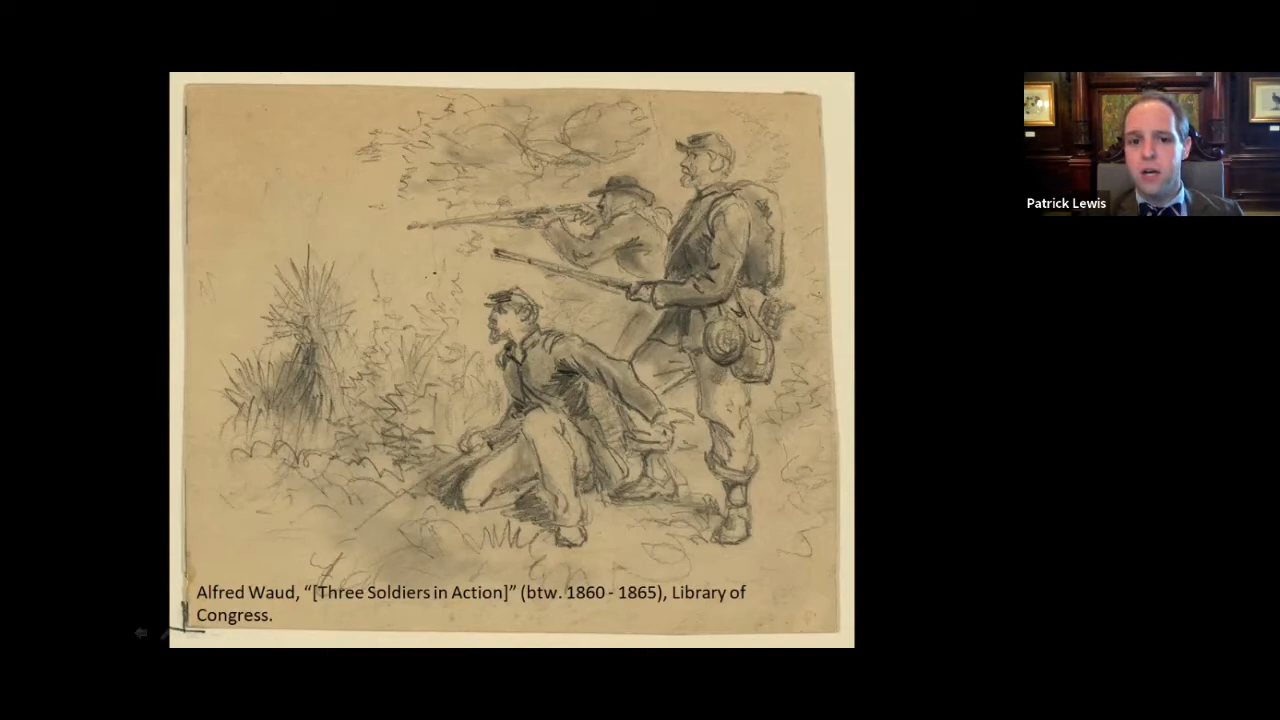 Alfred Waud, “[Three Soldiers in Action]” (btw. 1860 - 1865), Library of
Congress.
Patrick Lewis